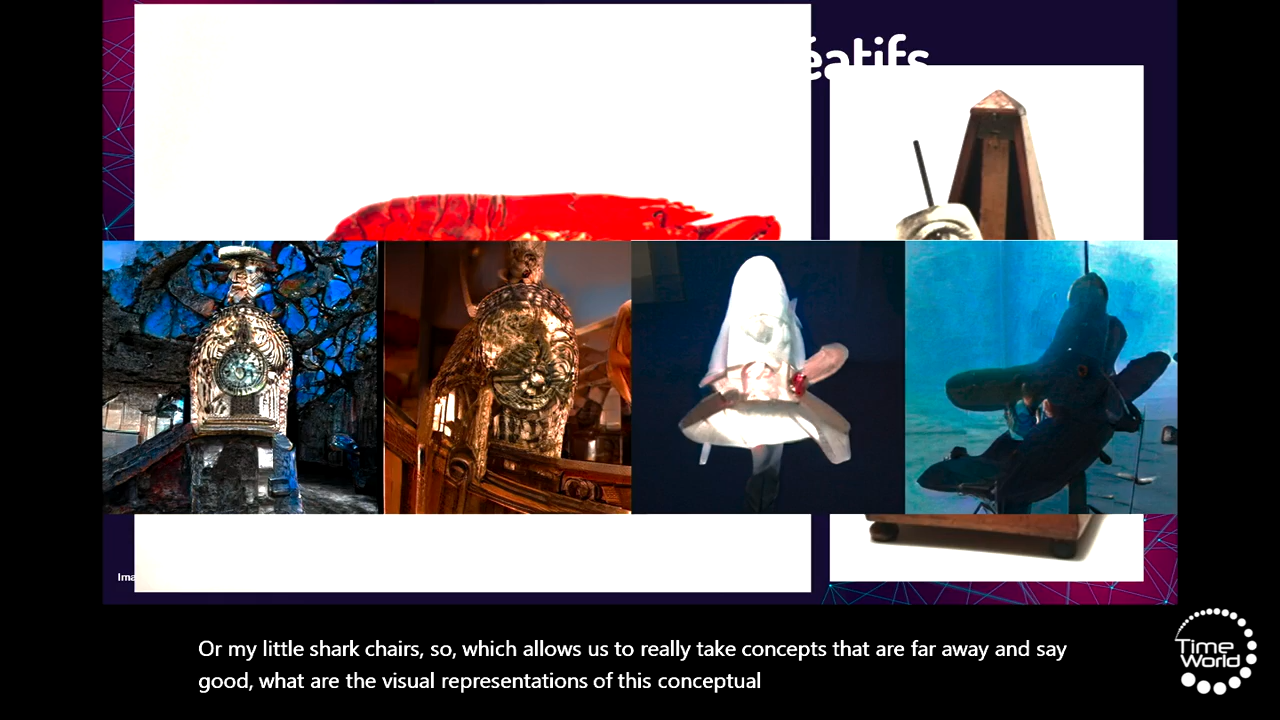 éatifs
Ima
Or my little shark chairs, so, which allows us to really take concepts that are far away and say
good, what are the visual representations of this conceptual
Time
World